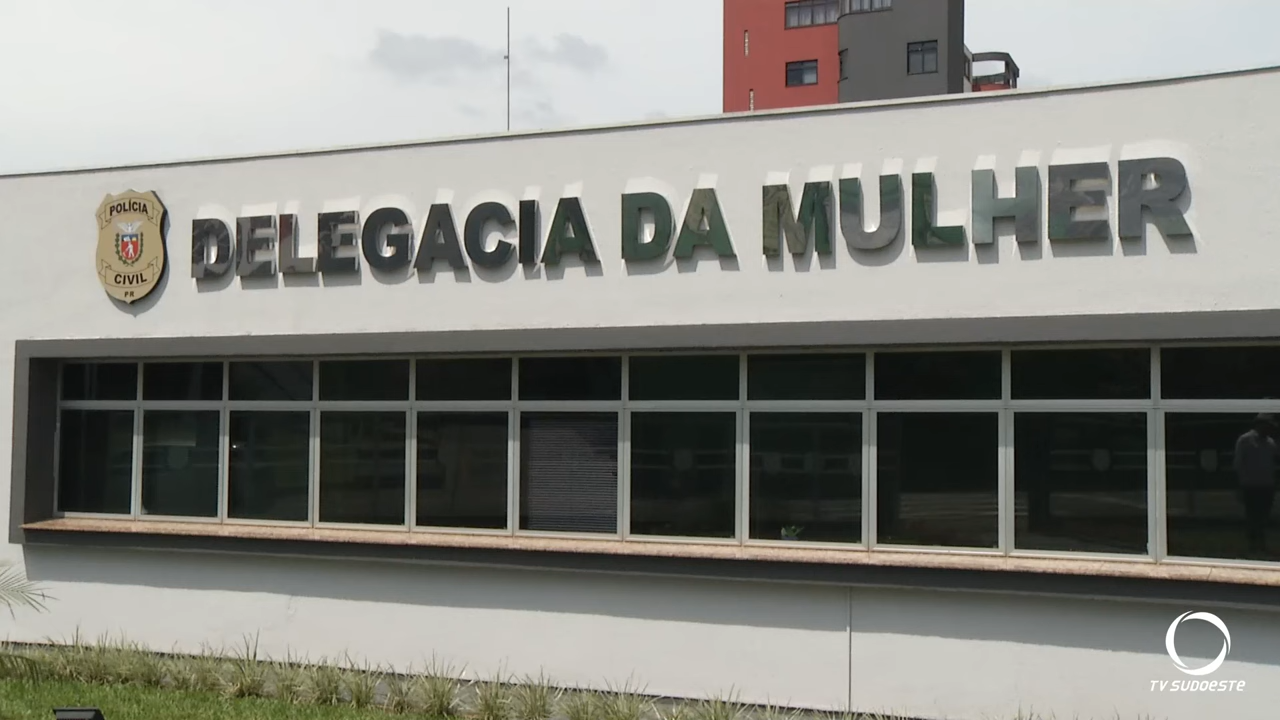 POLÍCIA
CIVIL
PR
DELEGACIA DA MULHER
TV SUDOESTE